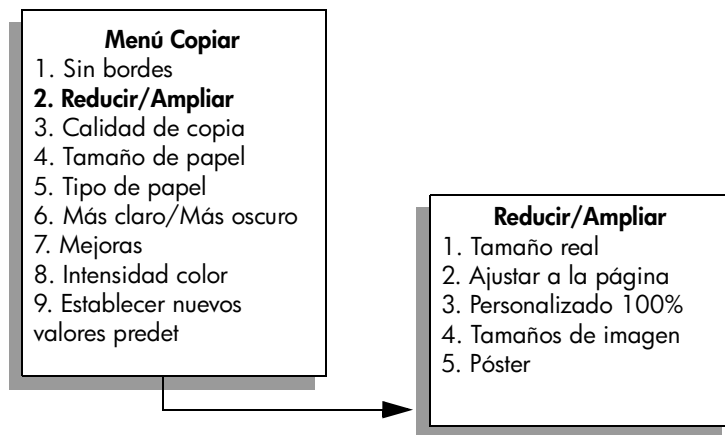 Menú Copiar
1. Sin bordes
2. Reducir/Ampliar
3. Calidad de copia
4. Tamaño de papel
5. Tipo de papel
6. Más claro/Más oscuro
7. Mejoras
8. Intensidad color
9. Establecer nuevos
valores predet
Reducir/Ampliar
1. Tamaño real
2. Ajustar a la página
3. Personalizado 100%
4. Tamaños de imagen
5. Póster